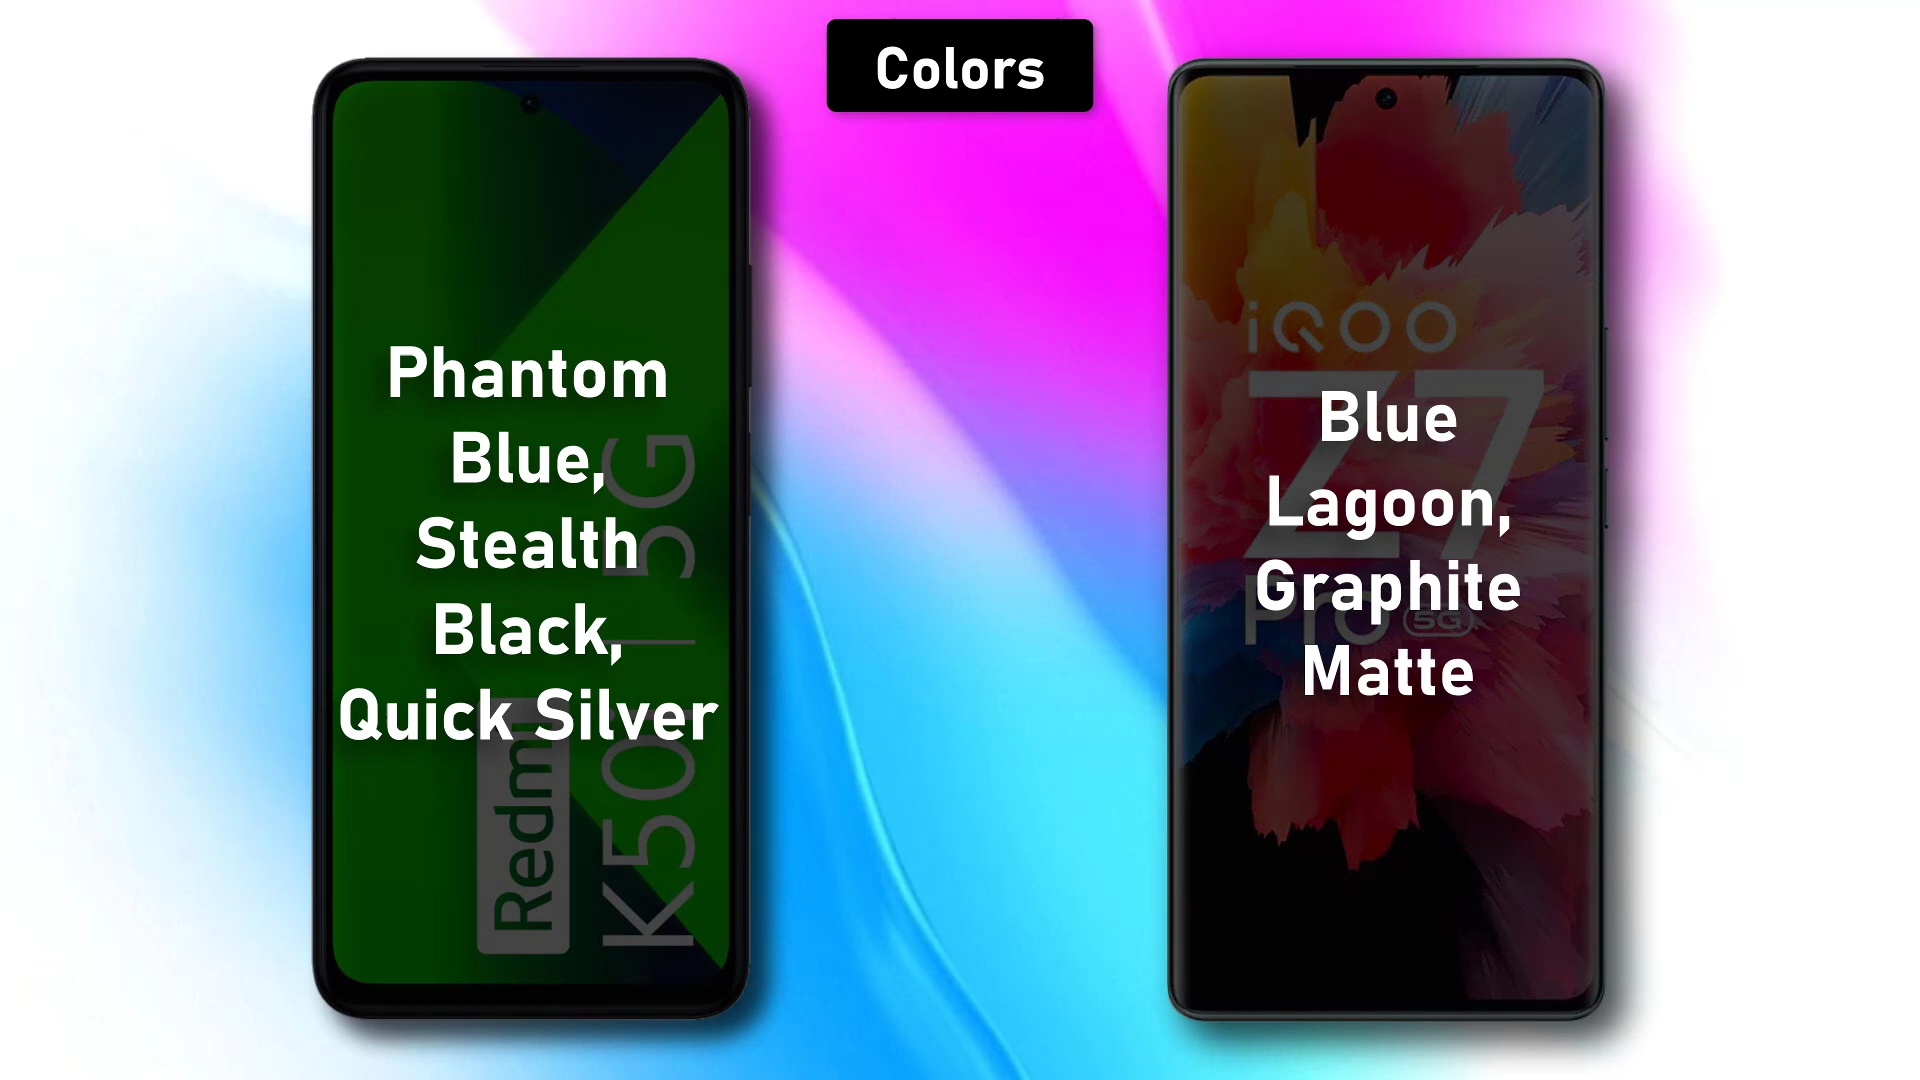 Colors
Phantom
Blue,
Stealth
Black,
Quick Silver
Redmi
K50i 5G
Blue
Lagoon,
Graphite
Matte
iQOO
Z7
Pro 5G